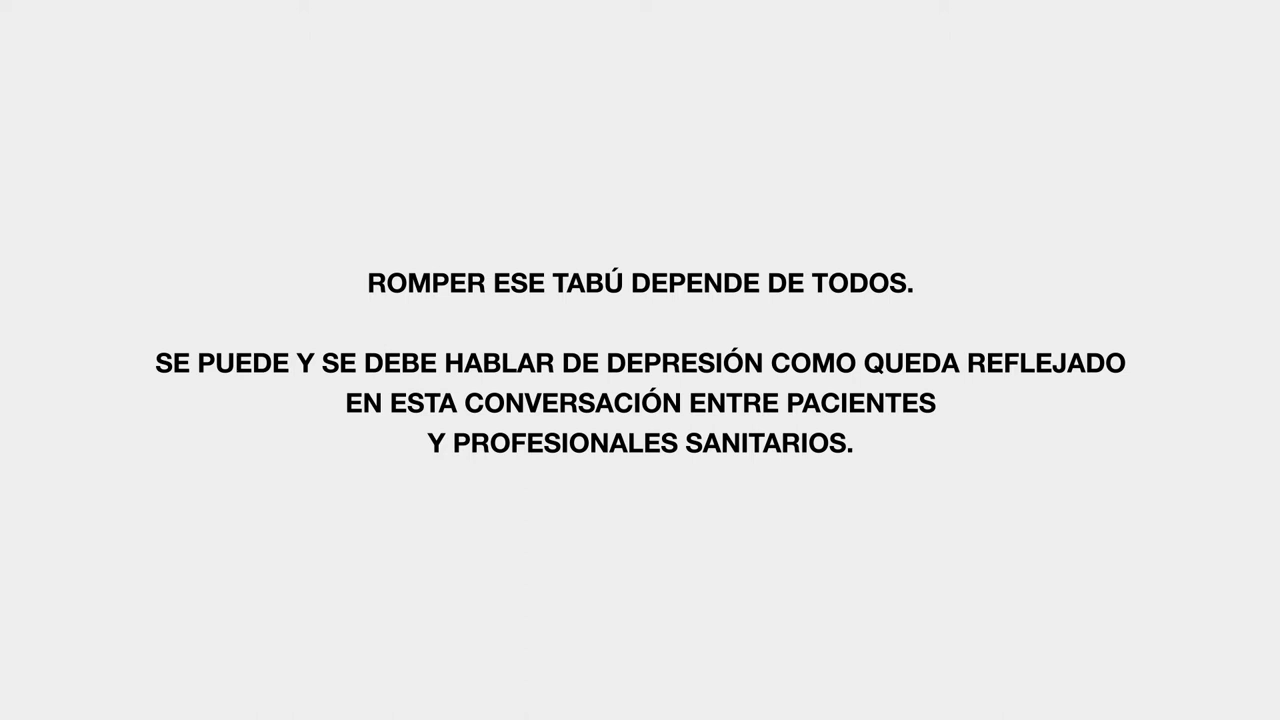 ROMPER ESE TABÚ DEPENDE DE TODOS.
SE PUEDE Y SE DEBE HABLAR DE DEPRESIÓN COMO QUEDA REFLEJADO
EN ESTA CONVERSACIÓN ENTRE PACIENTES
Y PROFESIONALES SANITARIOS.